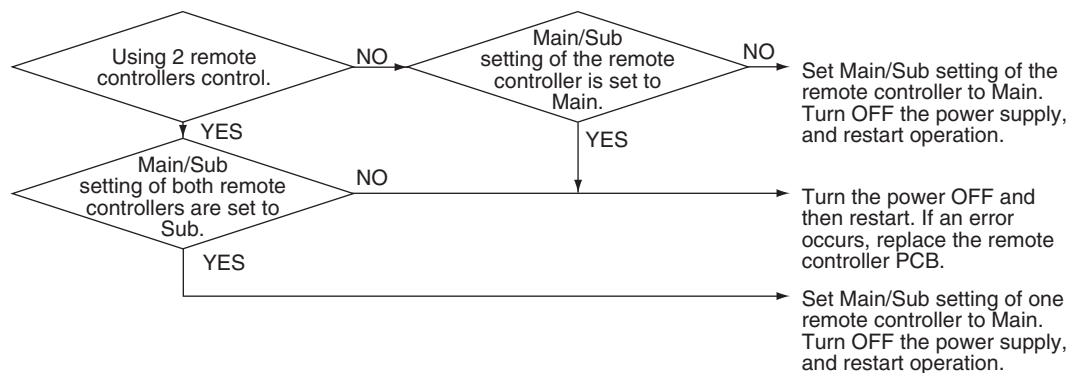 Using 2 remote
controllers control.
NO
Main/Sub
setting of the remote
controller is set to
Main.
NO
Set Main/Sub setting of the
remote controller to Main.
Turn OFF the power supply,
and restart operation.
YES
YES
Main/Sub
setting of both remote
controllers are set to
Sub.
NO
Turn the power OFF and
then restart. If an error
occurs, replace the remote
controller PCB.
YES
Set Main/Sub setting of one
remote controller to Main.
Turn OFF the power supply,
and restart operation.